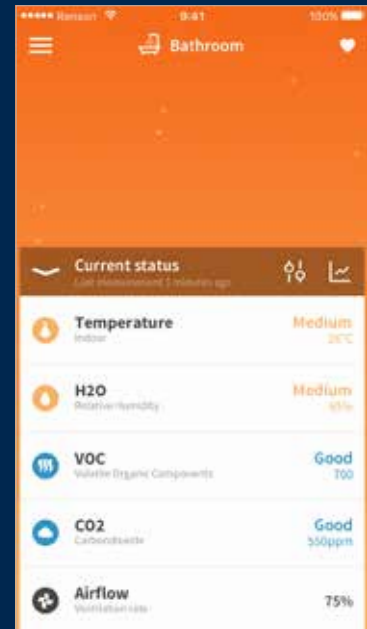 Renson 9:41 100%
Bathroom
Current status
Last measurement 5 minutes ago
Temperature Medium
Indoor 26°C
H2O Medium
Relative Humidity 65%
VOC Good
Volatile Organic Components 700
CO2 Good
Carbondioxide 550ppm
Airflow 75%
Ventilation rate